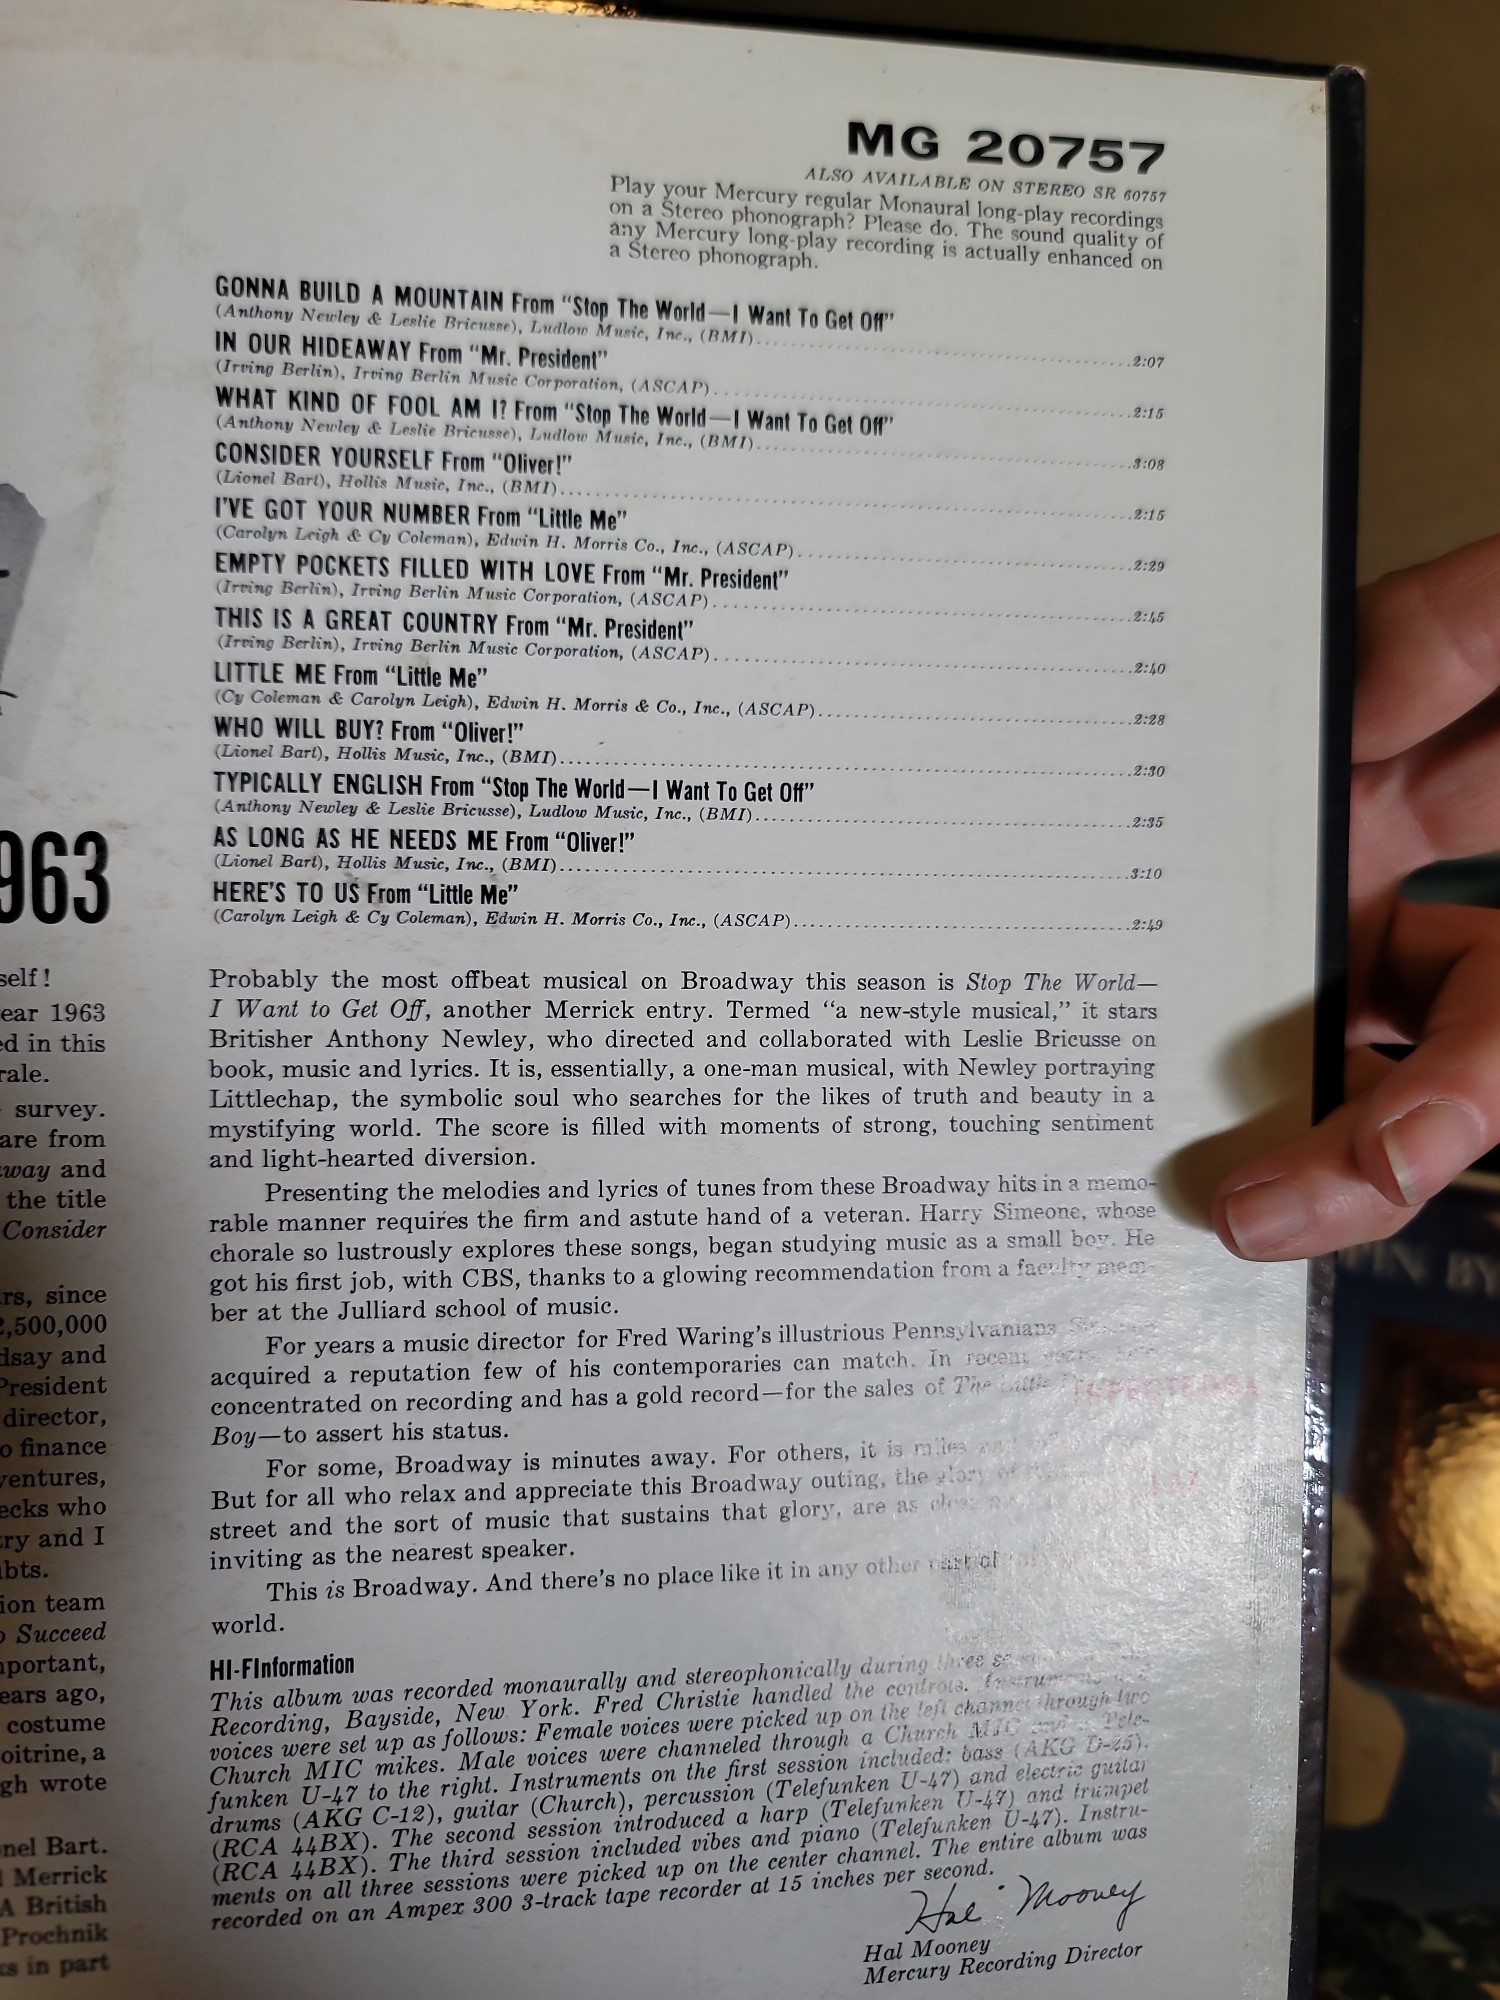 MG 20757
ALSO AVAILABLE ON STEREO SR 60757
Play your Mercury regular Monaural long-play recordings
on a Stereo phonograph? Please do. The sound quality of
any Mercury long-play recording is actually enhanced on
a Stereo phonograph.
GONNA BUILD A MOUNTAIN From "Stop The World—I Want To Get Off"
(Anthony Newley & Leslie Bricusse), Ludlow Music, Inc., (BMI) 2:07
IN OUR HIDEAWAY From "Mr. President"
(Irving Berlin), Irving Berlin Music Corporation, (ASCAP) 2:15
WHAT KIND OF FOOL AM I? From "Stop The World—I Want To Get Off"
(Anthony Newley & Leslie Bricusse), Ludlow Music, Inc., (BMI) 3:08
CONSIDER YOURSELF From "Oliver!"
(Lionel Bart), Hollis Music, Inc., (BMI) 2:15
I'VE GOT YOUR NUMBER From "Little Me"
(Carolyn Leigh & Cy Coleman), Edwin H. Morris Co., Inc., (ASCAP) 2:29
EMPTY POCKETS FILLED WITH LOVE From "Mr. President"
(Irving Berlin), Irving Berlin Music Corporation, (ASCAP) 2:45
THIS IS A GREAT COUNTRY From "Mr. President"
(Irving Berlin), Irving Berlin Music Corporation, (ASCAP) 2:40
LITTLE ME From "Little Me"
(Cy Coleman & Carolyn Leigh), Edwin H. Morris & Co., Inc., (ASCAP) 2:28
WHO WILL BUY? From "Oliver!"
(Lionel Bart), Hollis Music, Inc., (BMI) 2:30
TYPICALLY ENGLISH From "Stop The World—I Want To Get Off"
(Anthony Newley & Leslie Bricusse), Ludlow Music, Inc., (BMI) 2:35
AS LONG AS HE NEEDS ME From "Oliver!"
(Lionel Bart), Hollis Music, Inc., (BMI) 3:10
HERE'S TO US From "Little Me"
(Carolyn Leigh & Cy Coleman), Edwin H. Morris Co., Inc., (ASCAP) 2:49
963
self!
ear 1963
ed in this
rale.
survey.
are from
way and
the title
Consider
rs, since
2,500,000
dsay and
President
director,
o finance
ventures,
ecks who
ry and I
bts.
ion team
o Succeed
portant,
ears ago,
costume
oitrine, a
gh wrote
nel Bart.
Merrick
A British
Prochnik
ks in part
Probably the most offbeat musical on Broadway this season is Stop The World—
I Want to Get Off, another Merrick entry. Termed "a new-style musical," it stars
Britisher Anthony Newley, who directed and collaborated with Leslie Bricusse on
book, music and lyrics. It is, essentially, a one-man musical, with Newley portraying
Littlechap, the symbolic soul who searches for the likes of truth and beauty in a
mystifying world. The score is filled with moments of strong, touching sentiment
and light-hearted diversion.
Presenting the melodies and lyrics of tunes from these Broadway hits in a memo-
rable manner requires the firm and astute hand of a veteran. Harry Simeone, whose
chorale so lustrously explores these songs, began studying music as a small boy. He
got his first job, with CBS, thanks to a glowing recommendation from a faculty mem-
ber at the Julliard school of music.
For years a music director for Fred Waring's illustrious Pennsylvanians
acquired a reputation few of his contemporaries can match. In recent
concentrated on recording and has a gold record—for the sales of The Little
Boy—to assert his status.
For some, Broadway is minutes away. For others, it is miles
But for all who relax and appreciate this Broadway outing, the glory of
street and the sort of music that sustains that glory, are as close
inviting as the nearest speaker.
This is Broadway. And there's no place like it in any other part of
world.
HI-FInformation
This album was recorded monaurally and stereophonically during three
Recording, Bayside, New York. Fred Christie handled the controls.
voices were set up as follows: Female voices were picked up on the left channel through two
Church MIC mikes. Male voices were channeled through a Church MIC and a Tele-
funken U-47 to the right. Instruments on the first session included: bass (AKG D-25).
drums (AKG C-12), guitar (Church), percussion (Telefunken U-47) and electric guitar
(RCA 44BX). The second session introduced a harp (Telefunken U-47) and trumpet
(RCA 44BX). The third session included vibes and piano (Telefunken U-47). Instru-
ments on all three sessions were picked up on the center channel. The entire album was
recorded on an Ampex 300 3-track tape recorder at 15 inches per second.
Hal Mooney
Hal Mooney
Mercury Recording Director
PIN BY